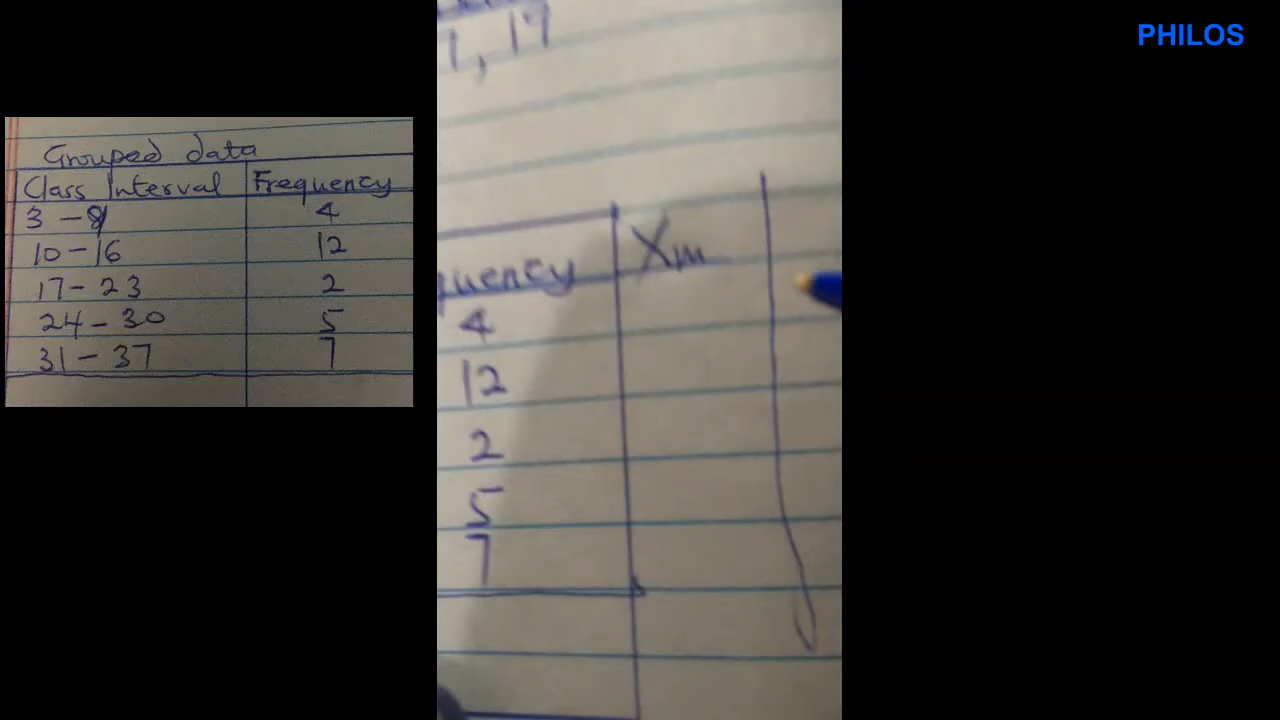 PHILOS
Grouped data
Class Interval Frequency
3 - 9 4
10 - 16 12
17 - 23 2
24 - 30 5
31 - 37 7
1, 17
quency Xm
4
12
2
5
7